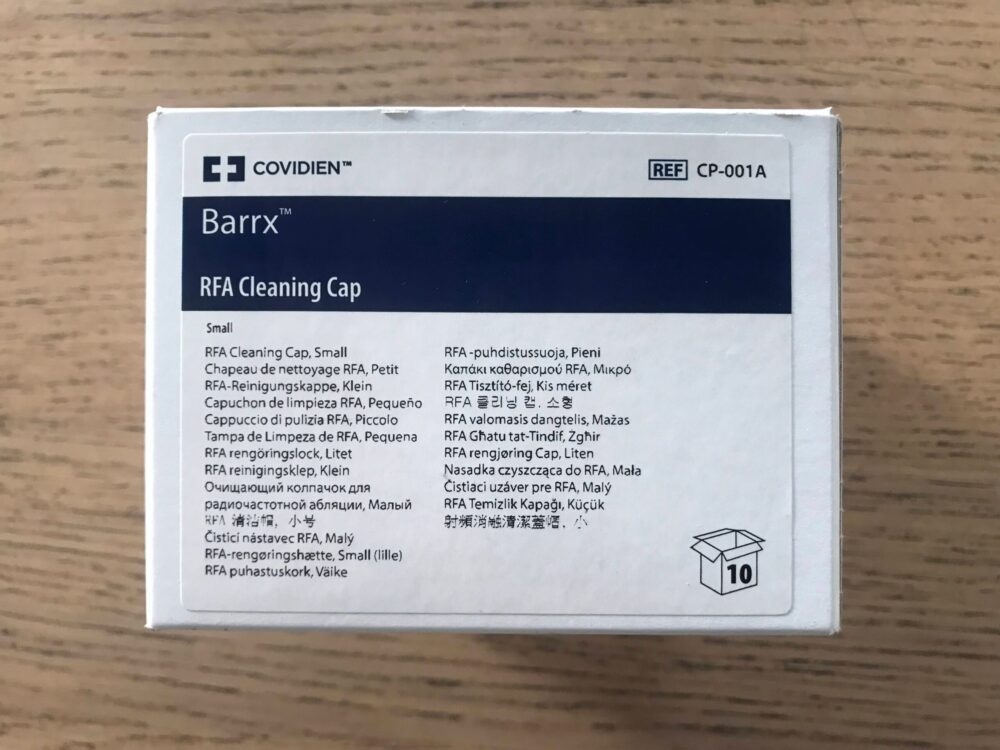 COVIDIEN™
REF CP-001A
Barrx™
RFA Cleaning Cap
Small
RFA Cleaning Cap, Small
Chapeau de nettoyage RFA, Petit
RFA-Reinigungskappe, Klein
Capuchon de limpieza RFA, Pequeño
Cappuccio di pulizia RFA, Piccolo
Tampa de Limpeza de RFA, Pequena
RFA rengöringslock, Litet
RFA reinigingsklep, Klein
Очищающий колпачок для
радиочастотной абляции, Малый
RFA 清洁帽, 小号
Čisticí nástavec RFA, Malý
RFA-rengøringshætte, Small (lille)
RFA puhastuskork, Väike
RFA -puhdistussuoja, Pieni
Καπάκι καθαρισμού RFA, Μικρό
RFA Tisztító-fej, Kis méret
RFA 클리닝 캡, 소형
RFA valomasis dangtelis, Mažas
RFA Għatu tat-Tindif, Żgħir
RFA rengjøring Cap, Liten
Nasadka czyszcząca do RFA, Mała
Čistiaci uzáver pre RFA, Malý
RFA Temizlik Kapağı, Küçük
射頻消融清潔蓋帽, 小
10